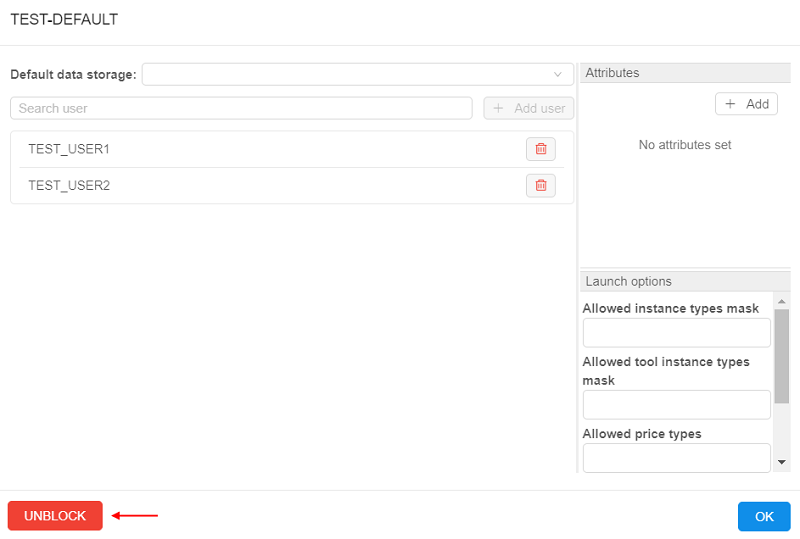 TEST-DEFAULT
Default data storage:
Search user
+ Add user
TEST_USER1
TEST_USER2
Attributes
+ Add
No attributes set
Launch options
Allowed instance types mask
Allowed tool instance types
mask
Allowed price types
UNBLOCK
OK